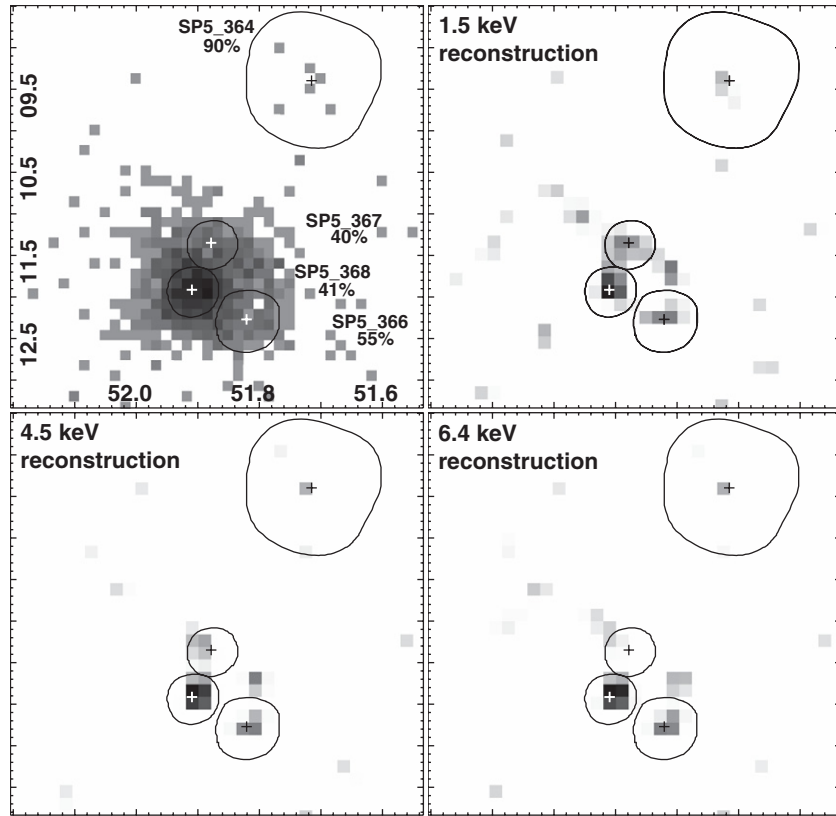 SP5_364
90%
09.5
10.5
11.5
12.5
SP5_367
40%
SP5_368
41%
SP5_366
55%
52.0
51.8
51.6
1.5 keV
reconstruction
4.5 keV
reconstruction
6.4 keV
reconstruction